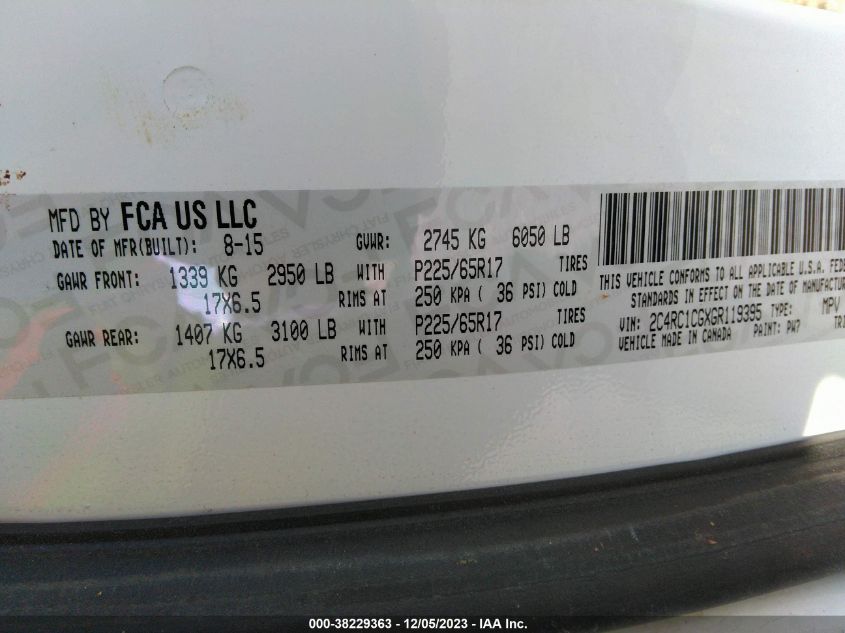 MFD BY FCA US LLC
DATE OF MFR(BUILT): 8-15 GVWR: 2745 KG 6050 LB
GAWR FRONT: 1339 KG 2950 LB WITH P225/65R17 TIRES
17X6.5 RIMS AT 250 KPA ( 36 PSI) COLD
GAWR REAR: 1407 KG 3100 LB WITH P225/65R17 TIRES
17X6.5 RIMS AT 250 KPA ( 36 PSI) COLD
THIS VEHICLE CONFORMS TO ALL APPLICABLE U.S.A. FEDE
STANDARDS IN EFFECT ON THE DATE OF MANUFACTUR
VIN: 2C4RC1CGXGR119395 TYPE: MPV
VEHICLE MADE IN CANADA PAINT: PW7 TRI
000-38229363 - 12/05/2023 - IAA Inc.